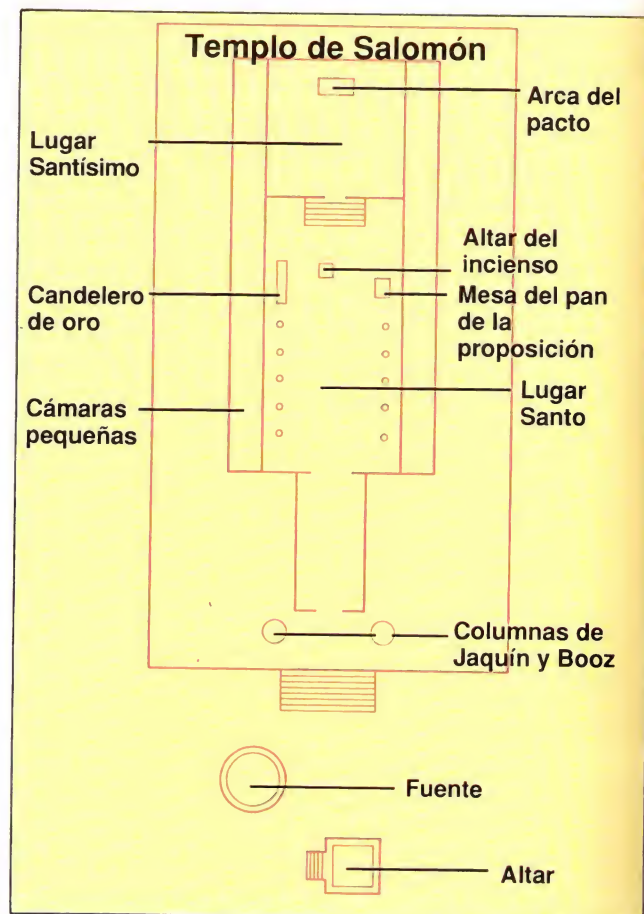 Templo de Salomón
Arca del
pacto
Lugar
Santísimo
Altar del
incienso
Candelero
de oro
Mesa del pan
de la
proposición
Lugar
Santo
Cámaras
pequeñas
Columnas de
Jaquín y Booz
Fuente
Altar